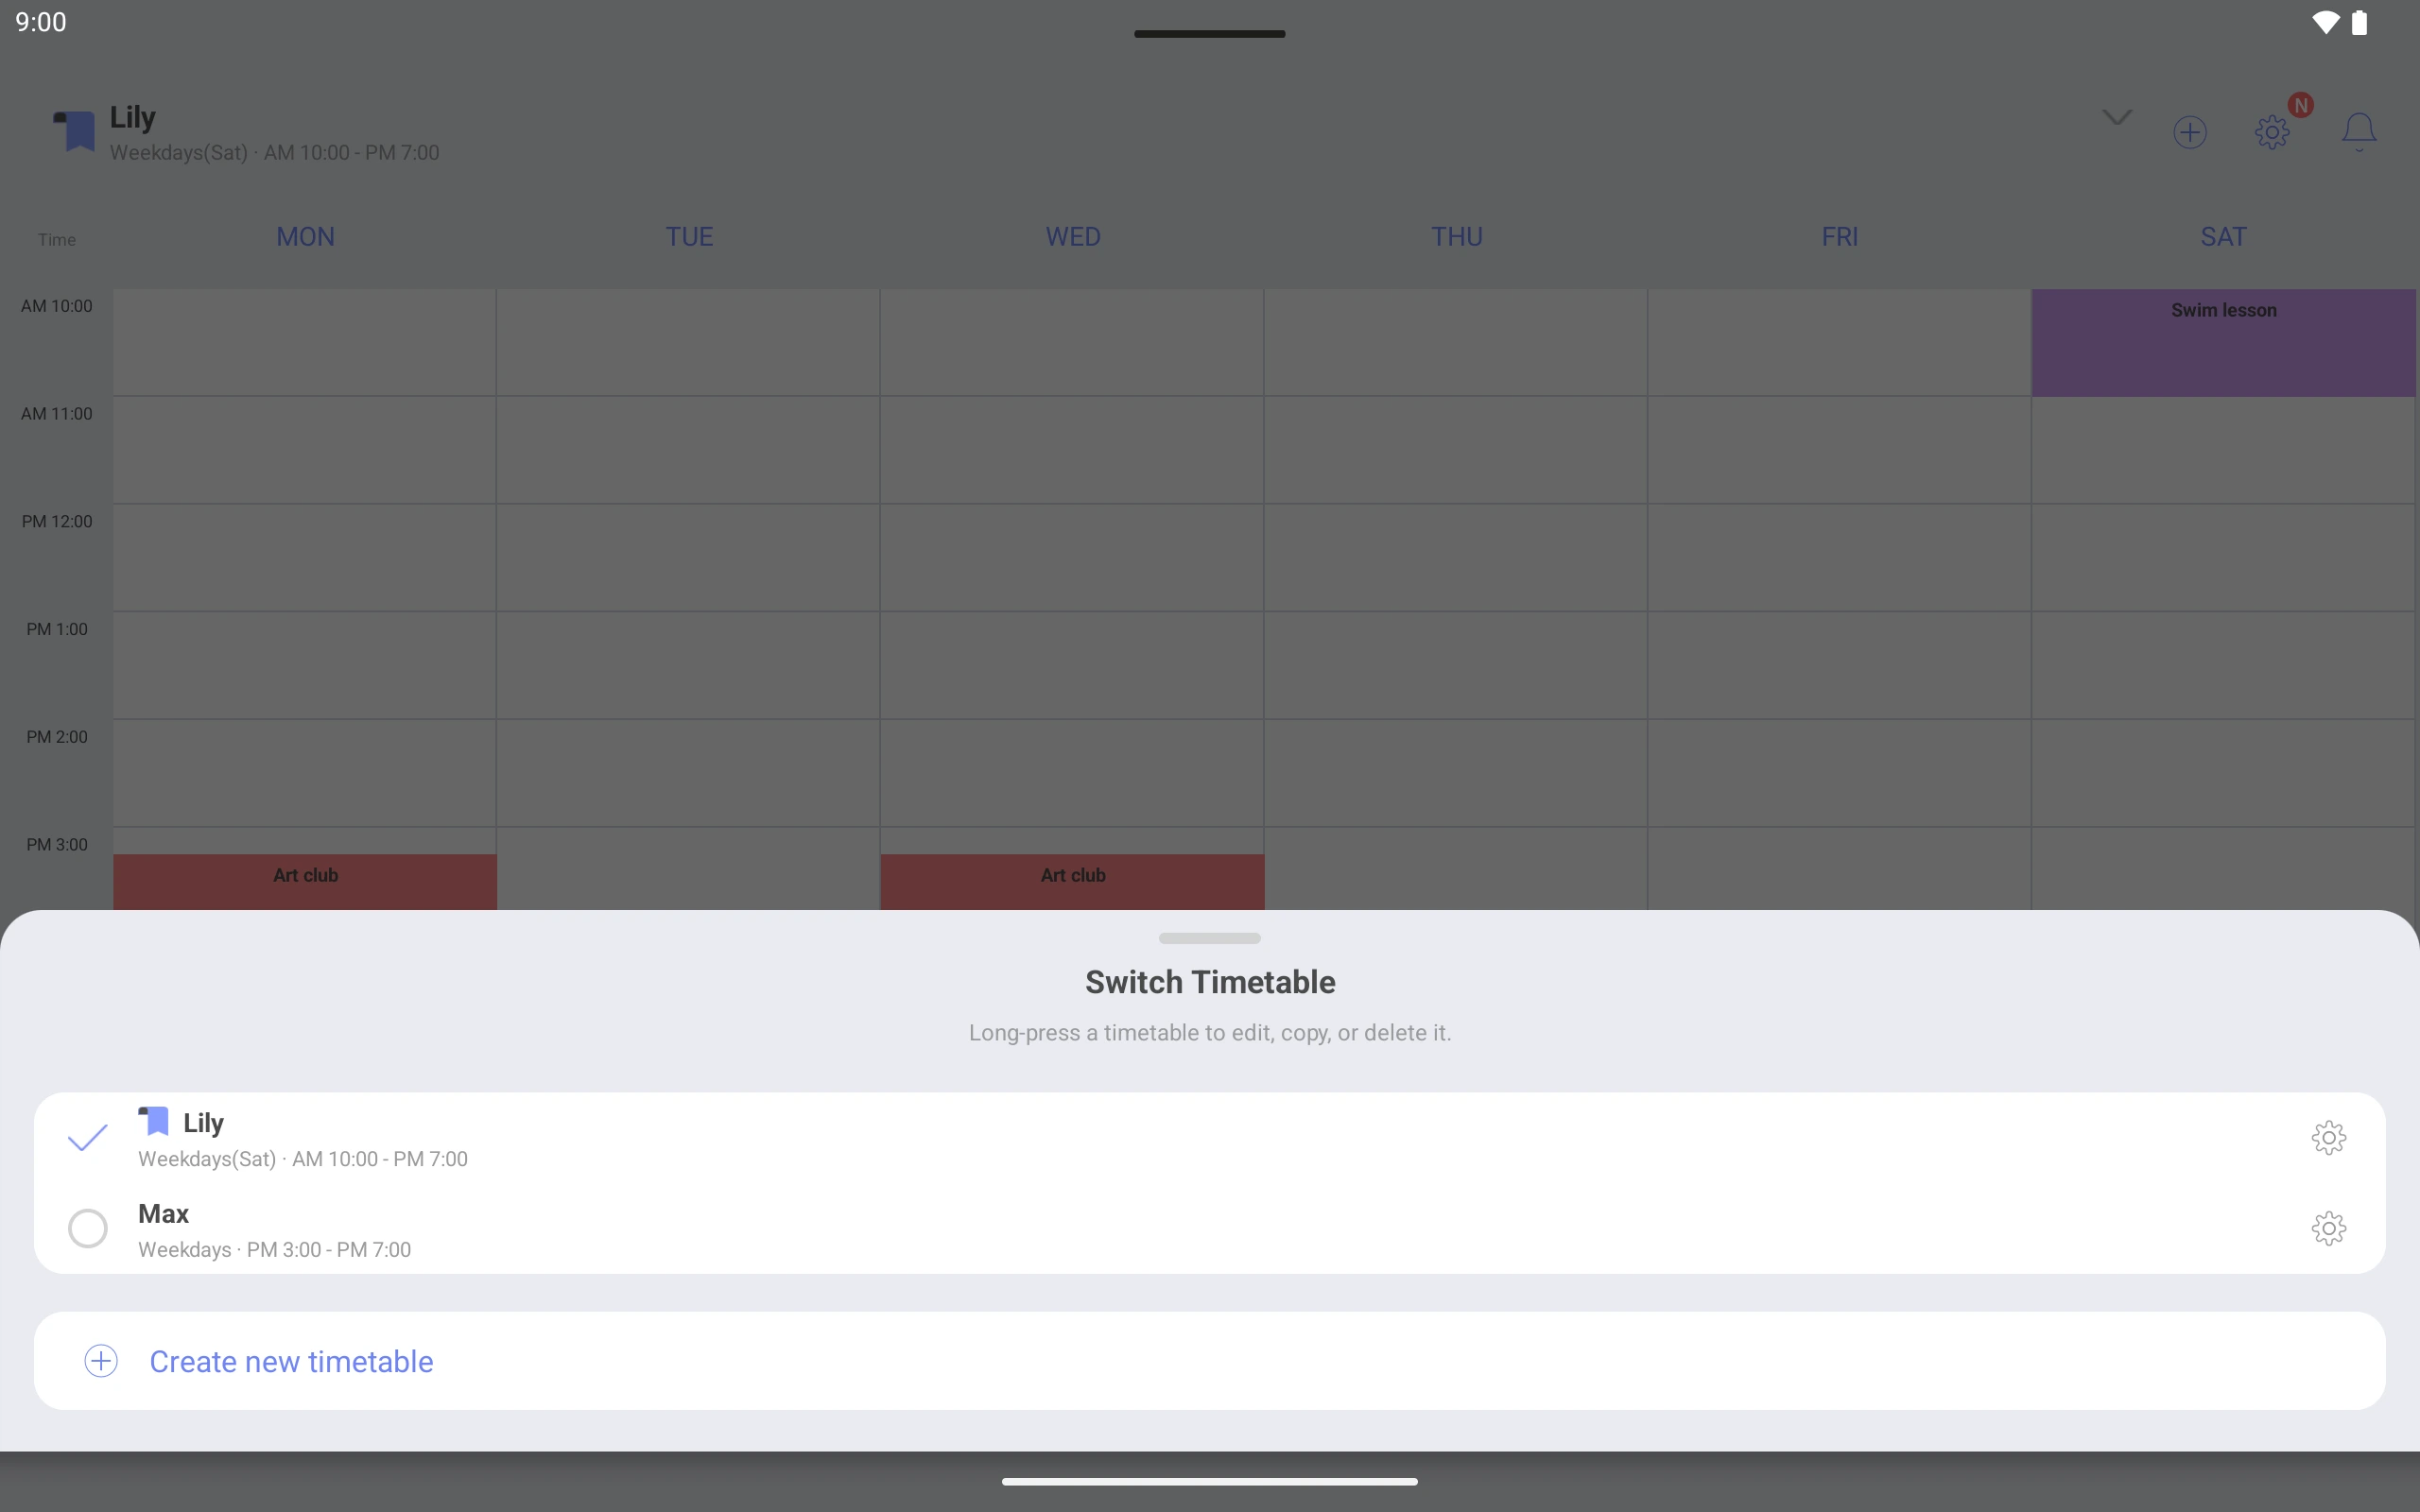 9:00
Lily
Weekdays(Sat) · AM 10:00 - PM 7:00
N
Time MON TUE WED THU FRI SAT
AM 10:00
Swim lesson
AM 11:00
PM 12:00
PM 1:00
PM 2:00
PM 3:00
Art club Art club
Switch Timetable
Long-press a timetable to edit, copy, or delete it.
Lily
Weekdays(Sat) · AM 10:00 - PM 7:00
Max
Weekdays · PM 3:00 - PM 7:00
Create new timetable